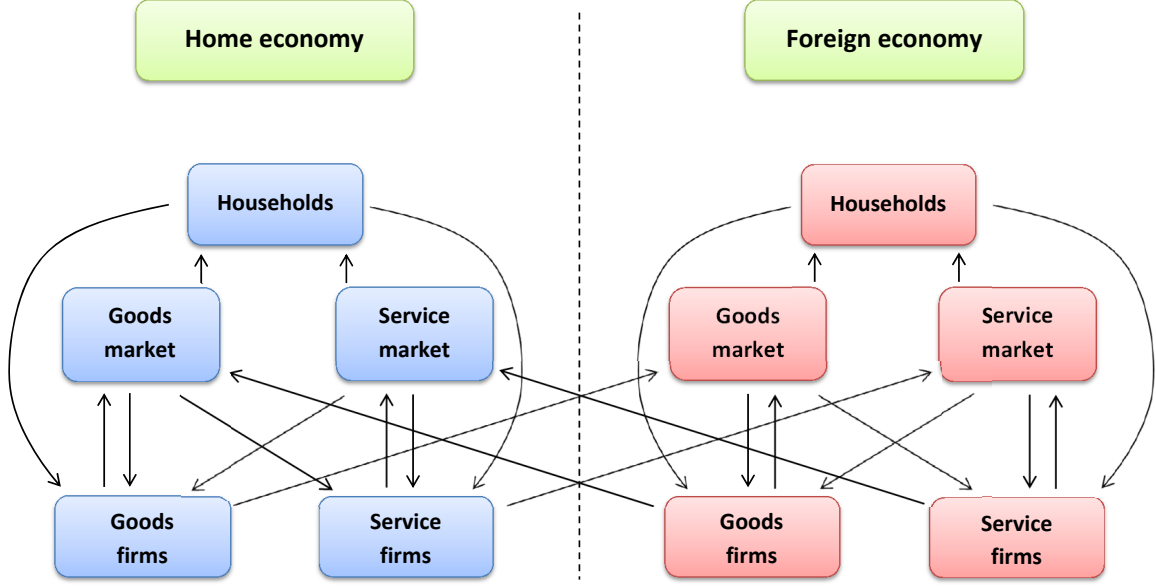 Home economy
Foreign economy
Households
Households
Goods
market
Service
market
Goods
market
Service
market
Goods
firms
Service
firms
Goods
firms
Service
firms